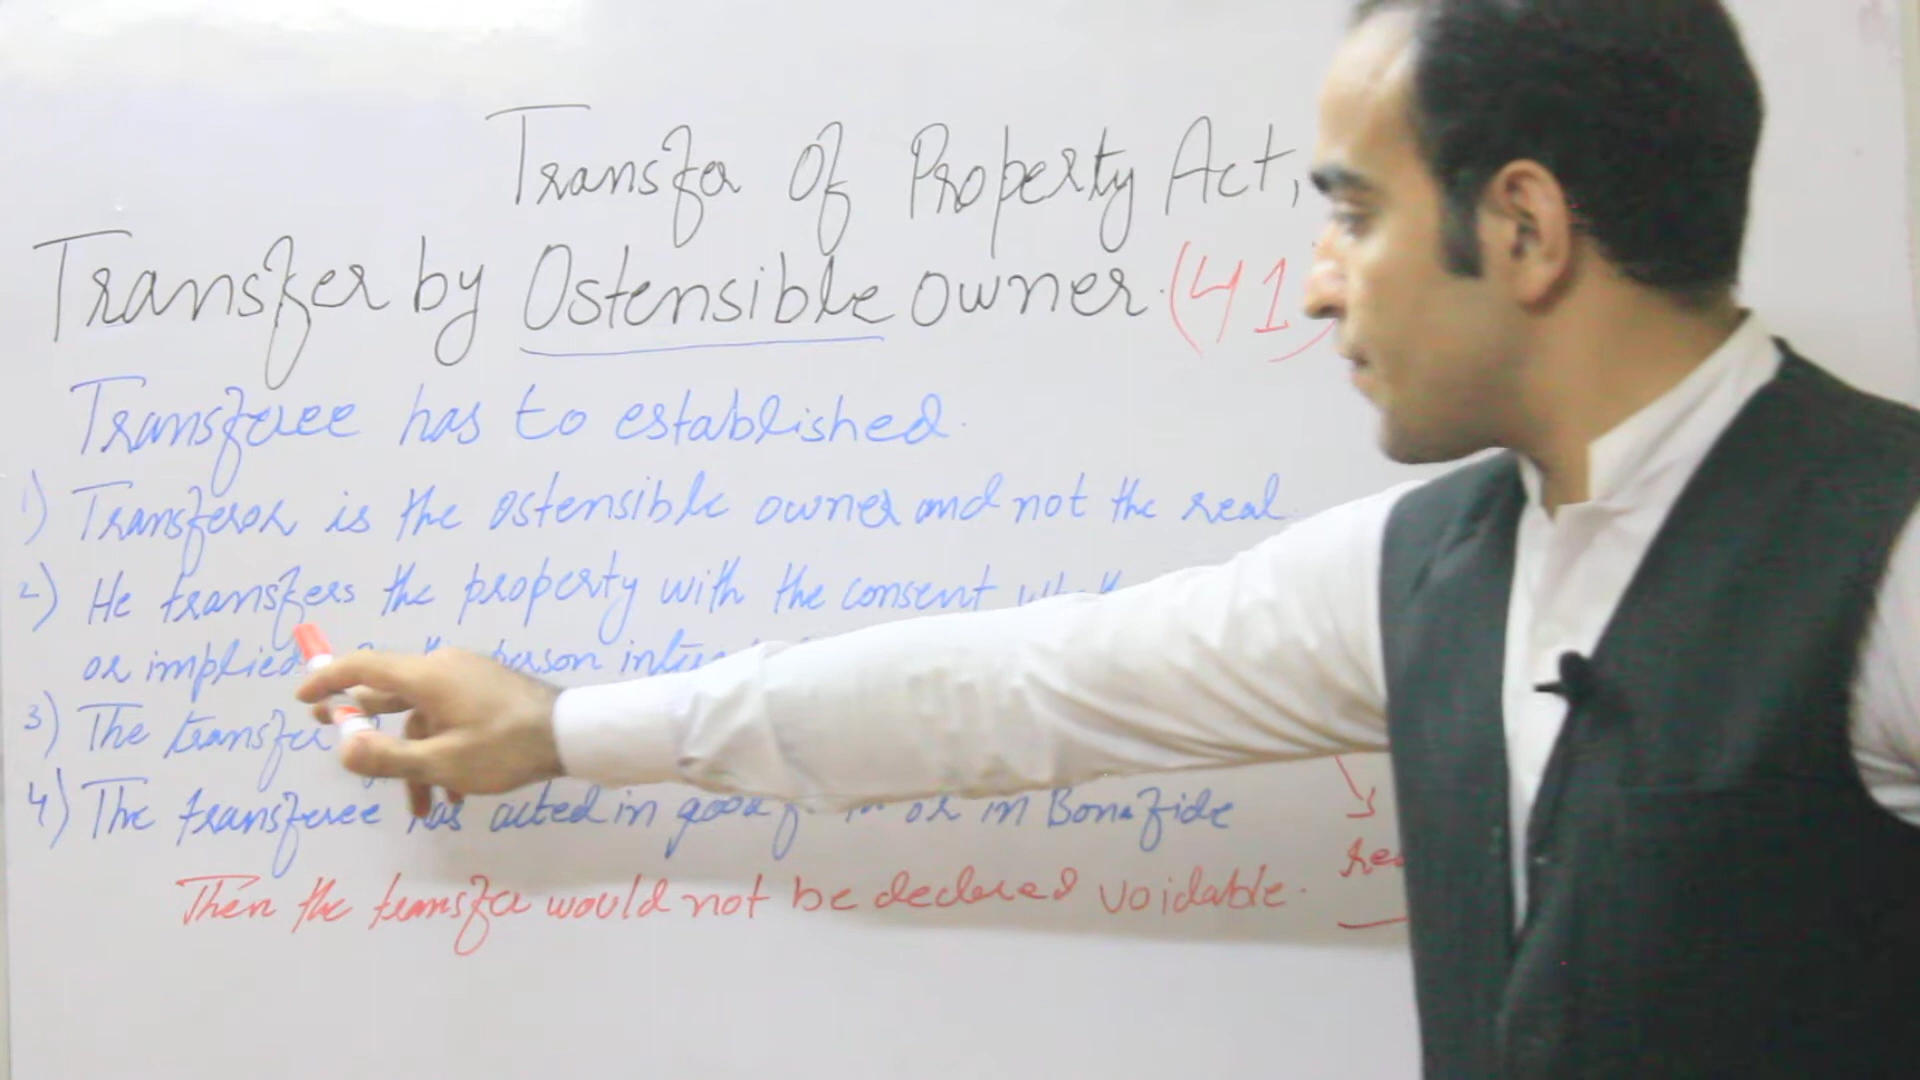 Transfer Of Property Act,
Transfer by Ostensible owner (41)
Transferee has to established.
1) Transferor is the ostensible owner and not the real
2) He transfers the property with the consent
or implied person
3) The transfer
4) The transferee has acted in good or in Bonafide
Then the transfer would not be declared voidable.